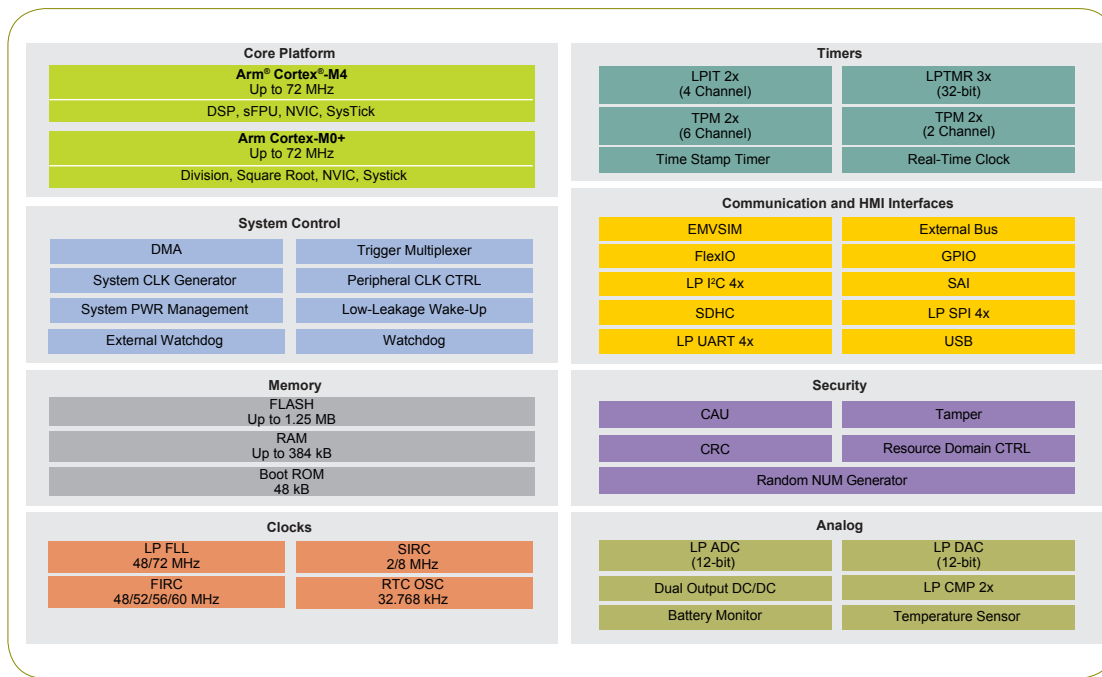 Core Platform
Arm® Cortex®-M4
Up to 72 MHz
DSP, sFPU, NVIC, SysTick
Arm Cortex-M0+
Up to 72 MHz
Division, Square Root, NVIC, Systick
System Control
DMA
Trigger Multiplexer
System CLK Generator
Peripheral CLK CTRL
System PWR Management
Low-Leakage Wake-Up
External Watchdog
Watchdog
Memory
FLASH
Up to 1.25 MB
RAM
Up to 384 kB
Boot ROM
48 kB
Clocks
LP FLL
48/72 MHz
SIRC
2/8 MHz
FIRC
48/52/56/60 MHz
RTC OSC
32.768 kHz
Timers
LPIT 2x
(4 Channel)
LPTMR 3x
(32-bit)
TPM 2x
(6 Channel)
TPM 2x
(2 Channel)
Time Stamp Timer
Real-Time Clock
Communication and HMI Interfaces
EMVSIM
External Bus
FlexIO
GPIO
LP I²C 4x
SAI
SDHC
LP SPI 4x
LP UART 4x
USB
Security
CAU
Tamper
CRC
Resource Domain CTRL
Random NUM Generator
Analog
LP ADC
(12-bit)
LP DAC
(12-bit)
Dual Output DC/DC
LP CMP 2x
Battery Monitor
Temperature Sensor